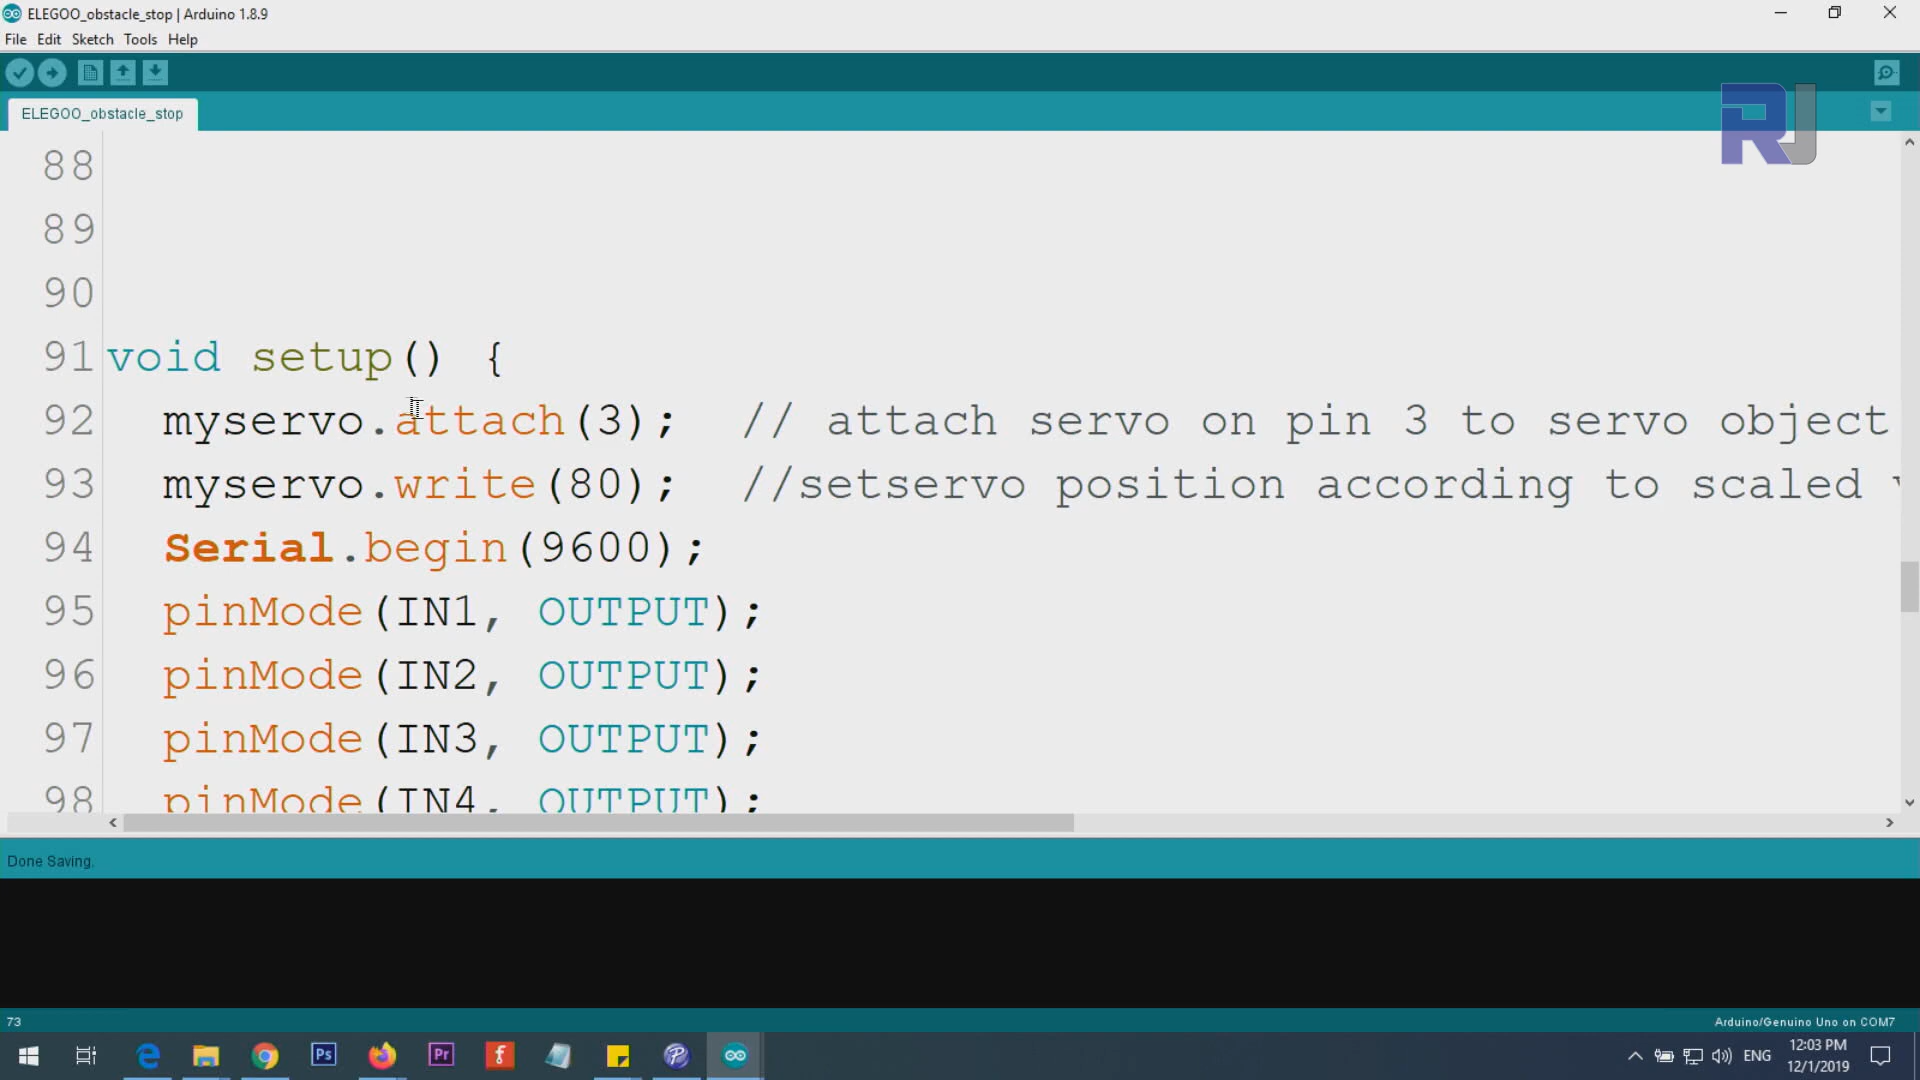 ELEGOO_obstacle_stop | Arduino 1.8.9
File Edit Sketch Tools Help
ELEGOO_obstacle_stop
RJ
88
89
90
91 void setup() {
92 myservo.attach(3); // attach servo on pin 3 to servo object
93 myservo.write(80); //setservo position according to scaled
94 Serial.begin(9600);
95 pinMode(IN1, OUTPUT);
96 pinMode(IN2, OUTPUT);
97 pinMode(IN3, OUTPUT);
98 pinMode(IN4, OUTPUT);
Done Saving.
73
Arduino/Genuino Uno on COM7
Ps
Pr
f
ENG
12:03 PM
12/1/2019